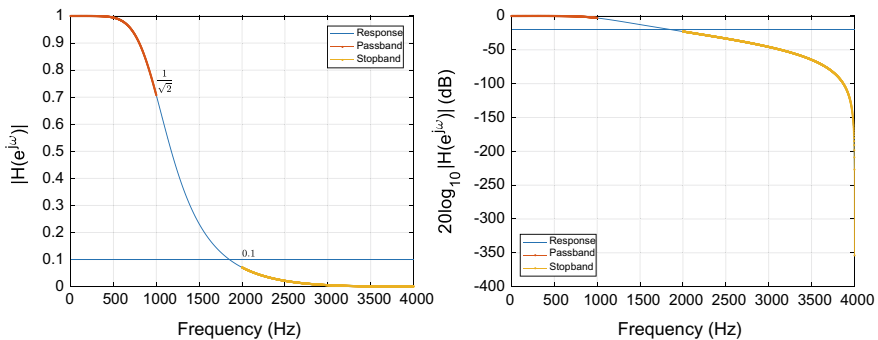 1
0.9
0.8
0.7
0.6
0.5
0.4
0.3
0.2
0.1
0
0 500 1000 1500 2000 2500 3000 3500 4000
|H(e^jω)|
Frequency (Hz)
Response
Passband
Stopband
1/√2
0.1
0
-50
-100
-150
-200
-250
-300
-350
-400
0 500 1000 1500 2000 2500 3000 3500 4000
20log₁₀|H(e^jω)| (dB)
Frequency (Hz)
Response
Passband
Stopband